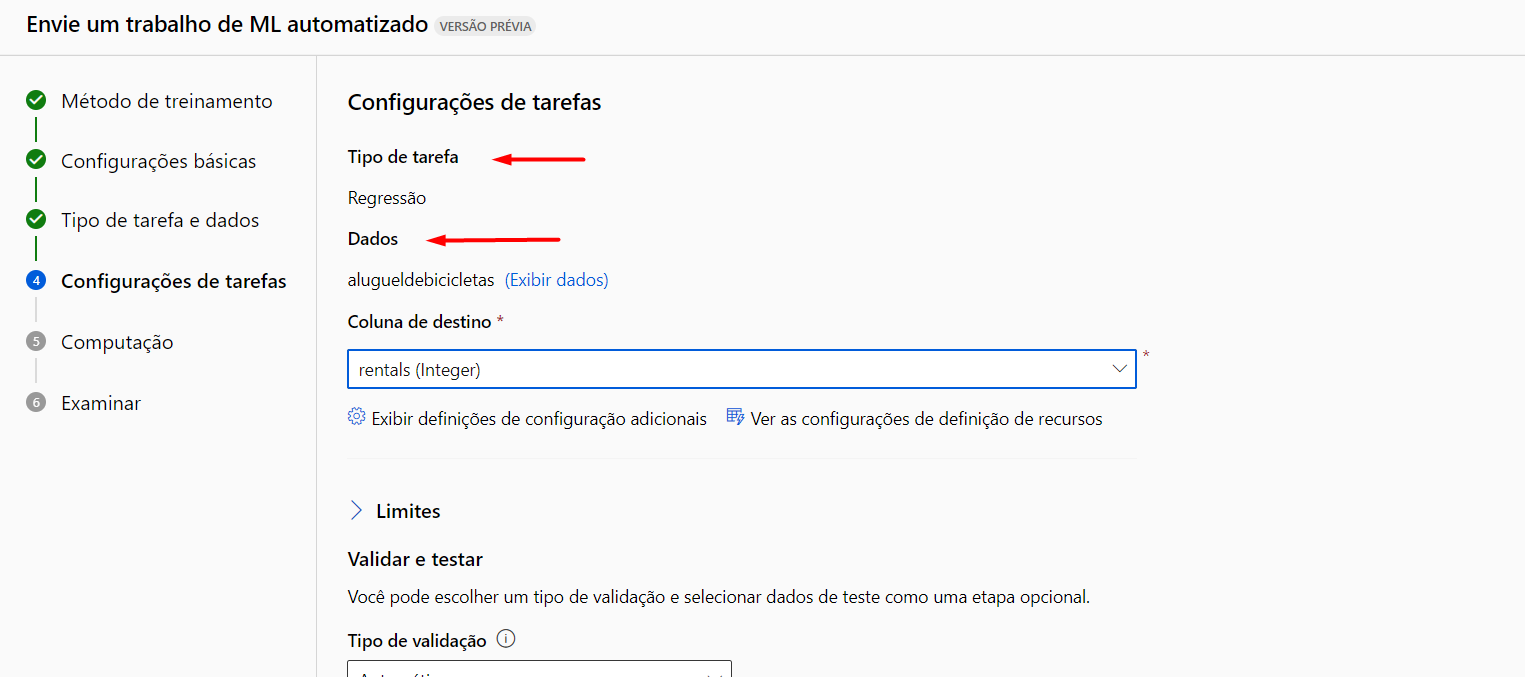 Envie um trabalho de ML automatizado VERSÃO PRÉVIA
Método de treinamento
Configurações básicas
Tipo de tarefa e dados
4 Configurações de tarefas
5 Computação
6 Examinar
Configurações de tarefas
Tipo de tarefa
Regressão
Dados
alugueldebicicletas (Exibir dados)
Coluna de destino *
rentals (Integer) *
Exibir definições de configuração adicionais Ver as configurações de definição de recursos
Limites
Validar e testar
Você pode escolher um tipo de validação e selecionar dados de teste como uma etapa opcional.
Tipo de validação